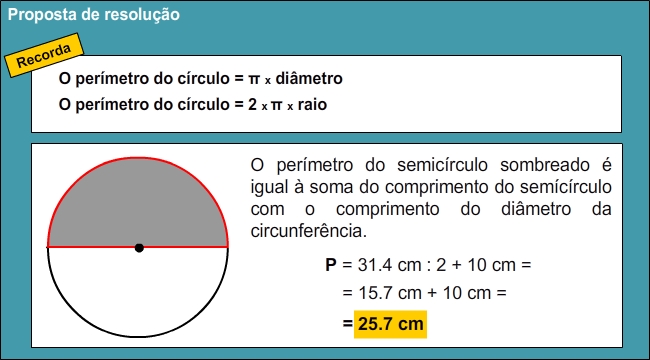 Proposta de resolução
Recorda
O perímetro do círculo = π x diâmetro
O perímetro do círculo = 2 x π x raio
O perímetro do semicírculo sombreado é
igual à soma do comprimento do semícírculo
com o comprimento do diâmetro da
circunferência.
P = 31.4 cm : 2 + 10 cm =
= 15.7 cm + 10 cm =
= 25.7 cm